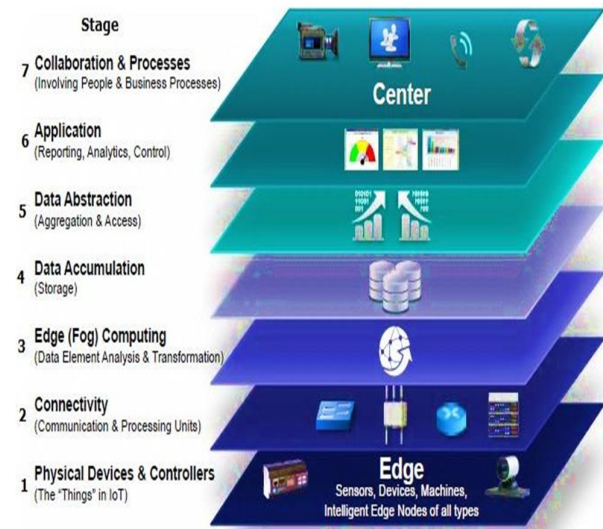 Stage
7 Collaboration & Processes
(Involving People & Business Processes)
Center
6 Application
(Reporting, Analytics, Control)
5 Data Abstraction
(Aggregation & Access)
4 Data Accumulation
(Storage)
3 Edge (Fog) Computing
(Data Element Analysis & Transformation)
2 Connectivity
(Communication & Processing Units)
1 Physical Devices & Controllers
(The "Things" in IoT)
Edge
Sensors, Devices, Machines,
Intelligent Edge Nodes of all types